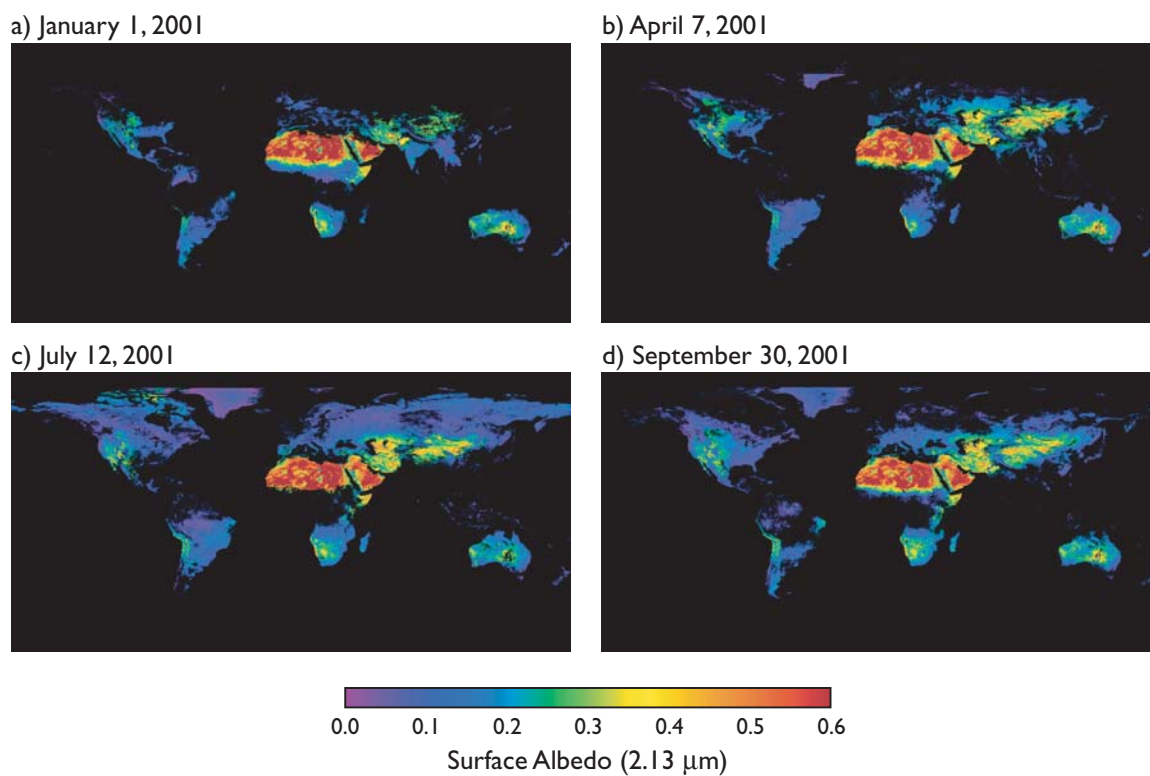 a) January 1, 2001
b) April 7, 2001
c) July 12, 2001
d) September 30, 2001
0.0 0.1 0.2 0.3 0.4 0.5 0.6
Surface Albedo (2.13 μm)